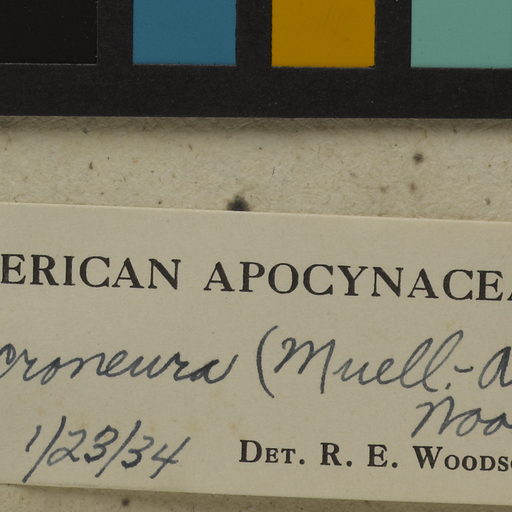 ERICAN APOCYNACEA
croneura (Muell.-A
Woo
1/23/34 DET. R. E. WOODS